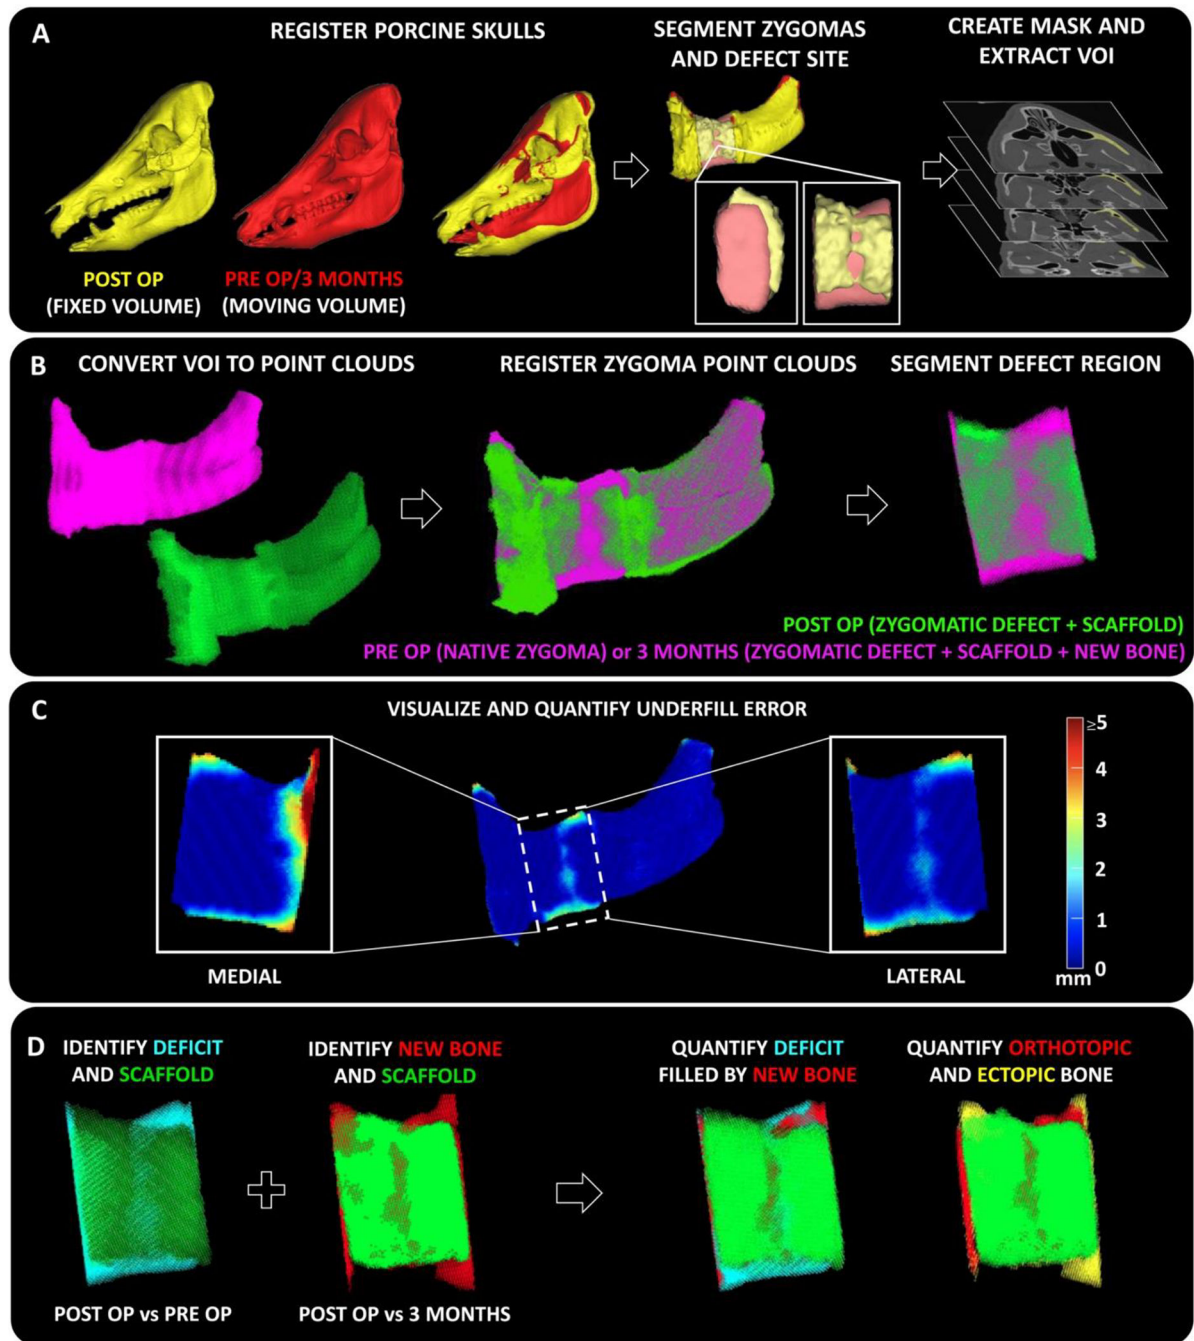 A
REGISTER PORCINE SKULLS
SEGMENT ZYGOMAS
AND DEFECT SITE
CREATE MASK AND
EXTRACT VOI
POST OP
(FIXED VOLUME)
PRE OP/3 MONTHS
(MOVING VOLUME)
B
CONVERT VOI TO POINT CLOUDS
REGISTER ZYGOMA POINT CLOUDS
SEGMENT DEFECT REGION
POST OP (ZYGOMATIC DEFECT + SCAFFOLD)
PRE OP (NATIVE ZYGOMA) or 3 MONTHS (ZYGOMATIC DEFECT + SCAFFOLD + NEW BONE)
C
VISUALIZE AND QUANTIFY UNDERFILL ERROR
≥5
4
3
2
1
0
mm
MEDIAL
LATERAL
D
IDENTIFY DEFICIT
AND SCAFFOLD
IDENTIFY NEW BONE
AND SCAFFOLD
QUANTIFY DEFICIT
FILLED BY NEW BONE
QUANTIFY ORTHOTOPIC
AND ECTOPIC BONE
POST OP vs PRE OP
POST OP vs 3 MONTHS